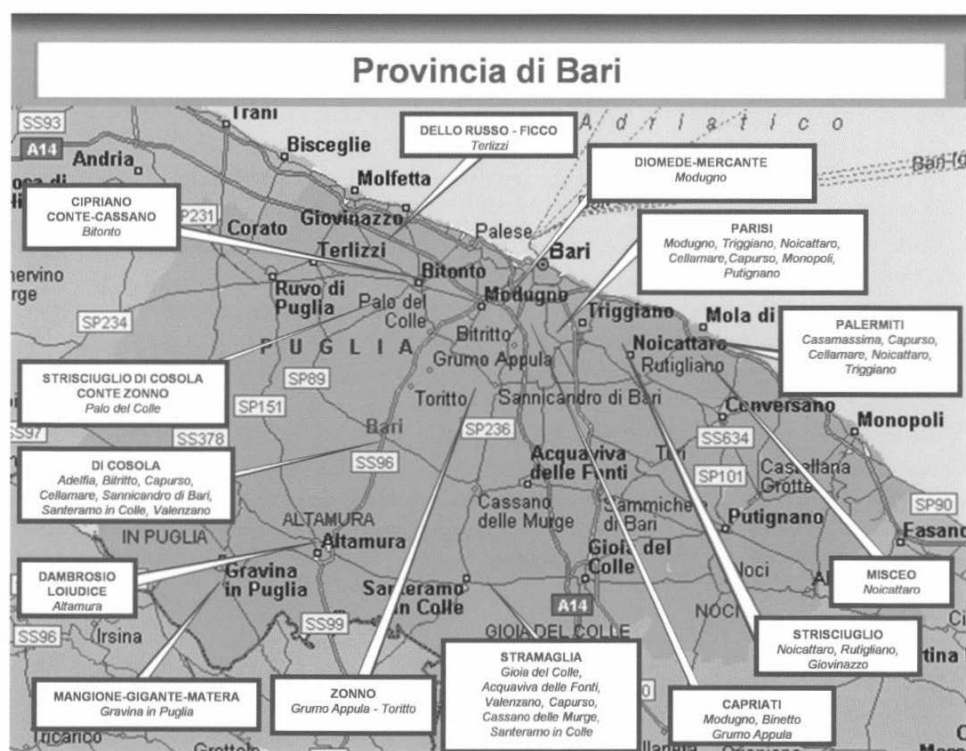 Provincia di Bari
SS93
Trani
A14
Andria
Bisceglie
DELLO RUSSO - FICCO
Terlizzi
A d r i a t i c o
DIOMEDE-MERCANTE
Modugno
Molfetta
CIPRIANO
CONTE-CASSANO
Bitonto
P231
Corato
Giovinazzo
Palese
Bari
PARISI
Modugno, Triggiano, Noicattaro,
Cellamare,Capurso, Monopoli,
Putignano
Terlizzi
Bitonto
Ruvo di
Puglia
Palo del
Colle
Modugno
SP234
P U G L I A
Bitritto
Triggiano
Mola di
Grumo Appula
Noicattaro
Rutigliano
PALERMITI
Casamassima, Capurso,
Cellamare, Noicattaro,
Triggiano
STRISCIUGLIO DI COSOLA
CONTE ZONNO
Palo del Colle
SP89
SP151
Toritto
Sannicandro di Bari
Conversano
Monopoli
SS97
SS378
Bari
SP236
SS634
SS96
Acquaviva
delle Fonti
SP101
Castellana
Grotte
DI COSOLA
Adelfia, Bitritto, Capurso,
Cellamare, Sannicandro di Bari,
Santeramo in Colle, Valenzano
Cassano
delle Murge
Sammiche
di Bari
SP90
Putignano
Fasano
IN PUGLIA
ALTAMURA
Altamura
Gravina
in Puglia
Gioia del
Colle
DAMBROSIO
LOIUDICE
Altamura
Santeramo
in Colle
A14
NOCI
MISCEO
Noicattaro
SS96
Irsina
SS99
GIOIA DEL COLLE
STRISCIUGLIO
Noicattaro, Rutigliano,
Giovinazzo
MANGIONE-GIGANTE-MATERA
Gravina in Puglia
ZONNO
Grumo Appula - Toritto
STRAMAGLIA
Gioia del Colle,
Acquaviva delle Fonti,
Valenzano, Capurso,
Cassano delle Murge,
Santeramo in Colle
CAPRIATI
Modugno, Binetto
Grumo Appula
Tricarico